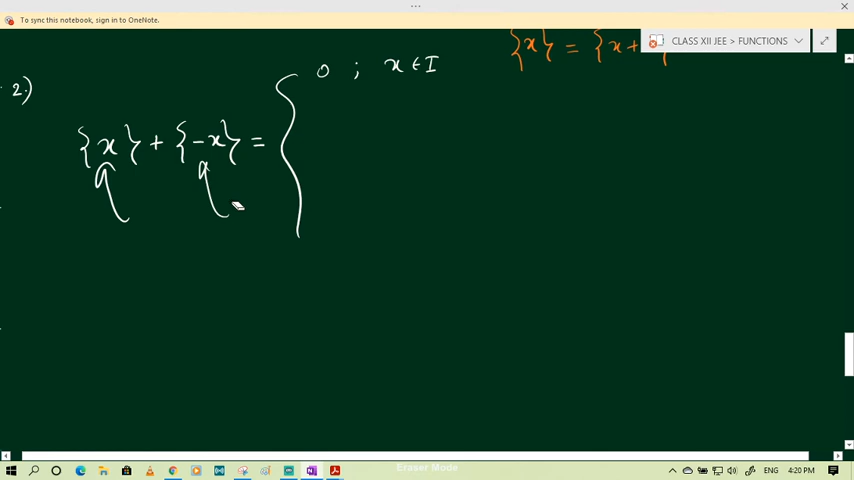 To sync this notebook, sign in to OneNote.
CLASS XII JEE > FUNCTIONS
{x} = {x+
2.)
0 ; x ∈ I
{x} + {-x} =
Eraser Mode
ENG
4:20 PM